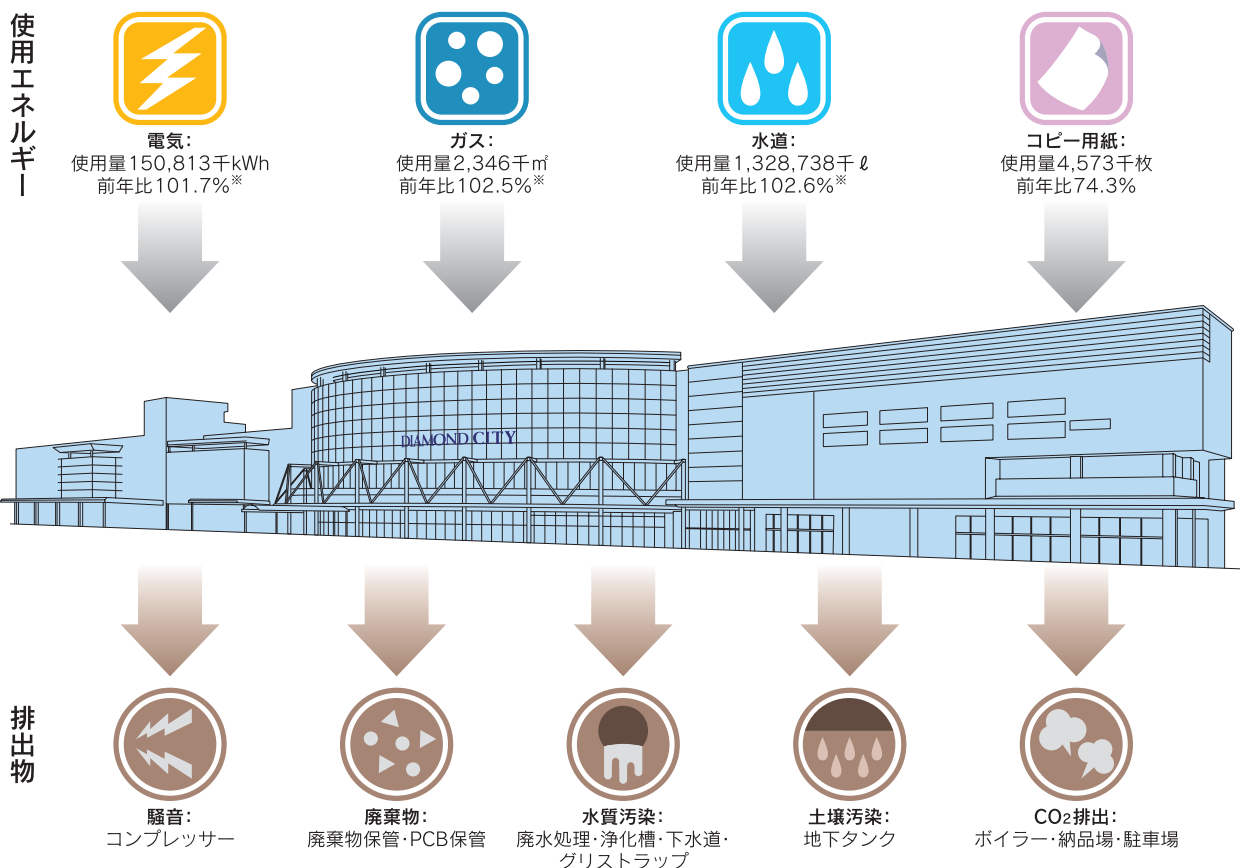 使用エネルギー
電気:
使用量150,813千kWh
前年比101.7%※
ガス:
使用量2,346千㎥
前年比102.5%※
水道:
使用量1,328,738千ℓ
前年比102.6%※
コピー用紙:
使用量4,573千枚
前年比74.3%
DIAMOND CITY
排出物
騒音:
コンプレッサー
廃棄物:
廃棄物保管・PCB保管
水質汚染:
廃水処理・浄化槽・下水道・
グリストラップ
土壌汚染:
地下タンク
CO2排出:
ボイラー・納品場・駐車場